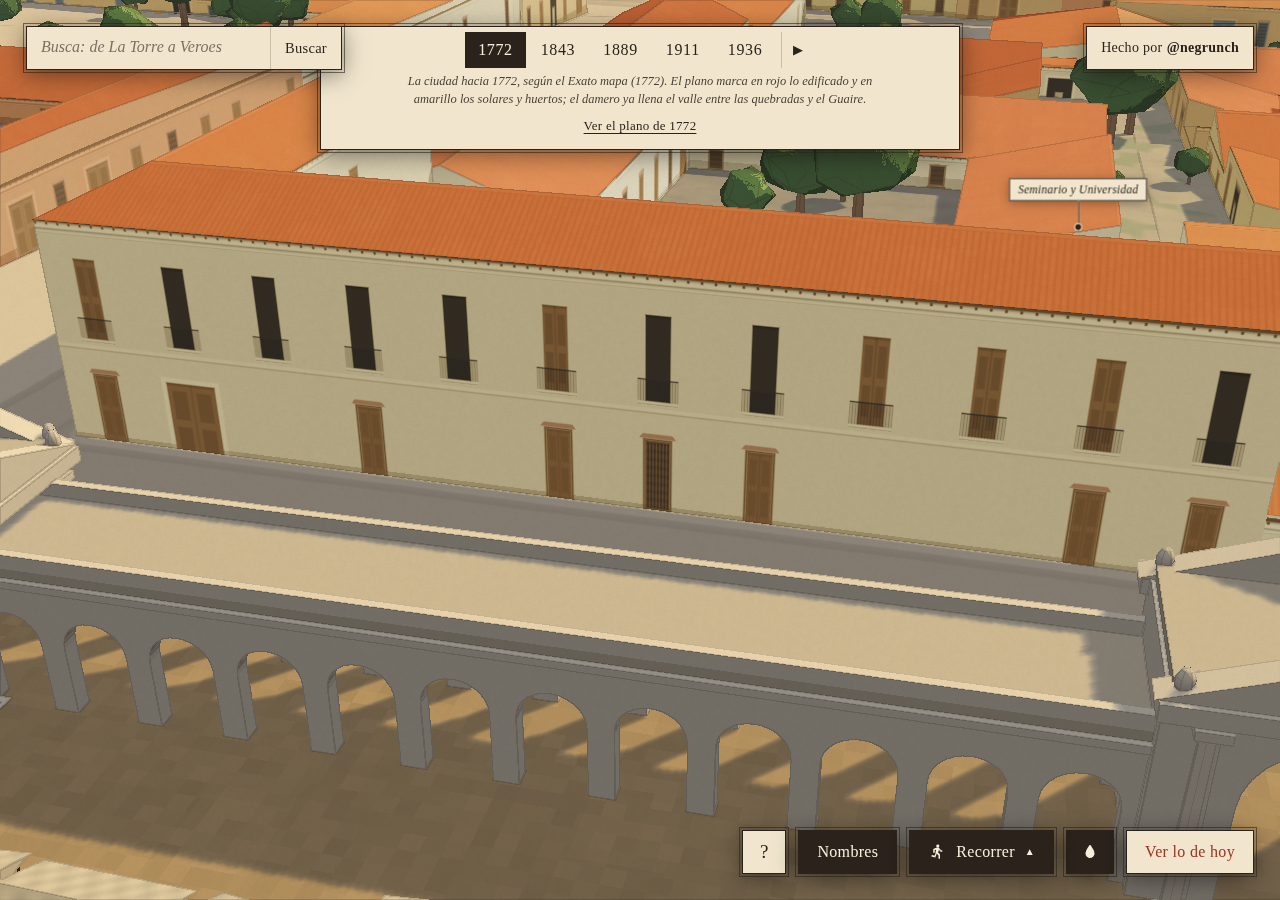 Busca: de La Torre a Veroes
Buscar
1772 1843 1889 1911 1936 ▶
La ciudad hacia 1772, según el Exato mapa (1772). El plano marca en rojo lo edificado y en
amarillo los solares y huertos; el damero ya llena el valle entre las quebradas y el Guaire.
Ver el plano de 1772
Hecho por @negrunch
Seminario y Universidad
?
Nombres
Recorrer ▲
Ver lo de hoy